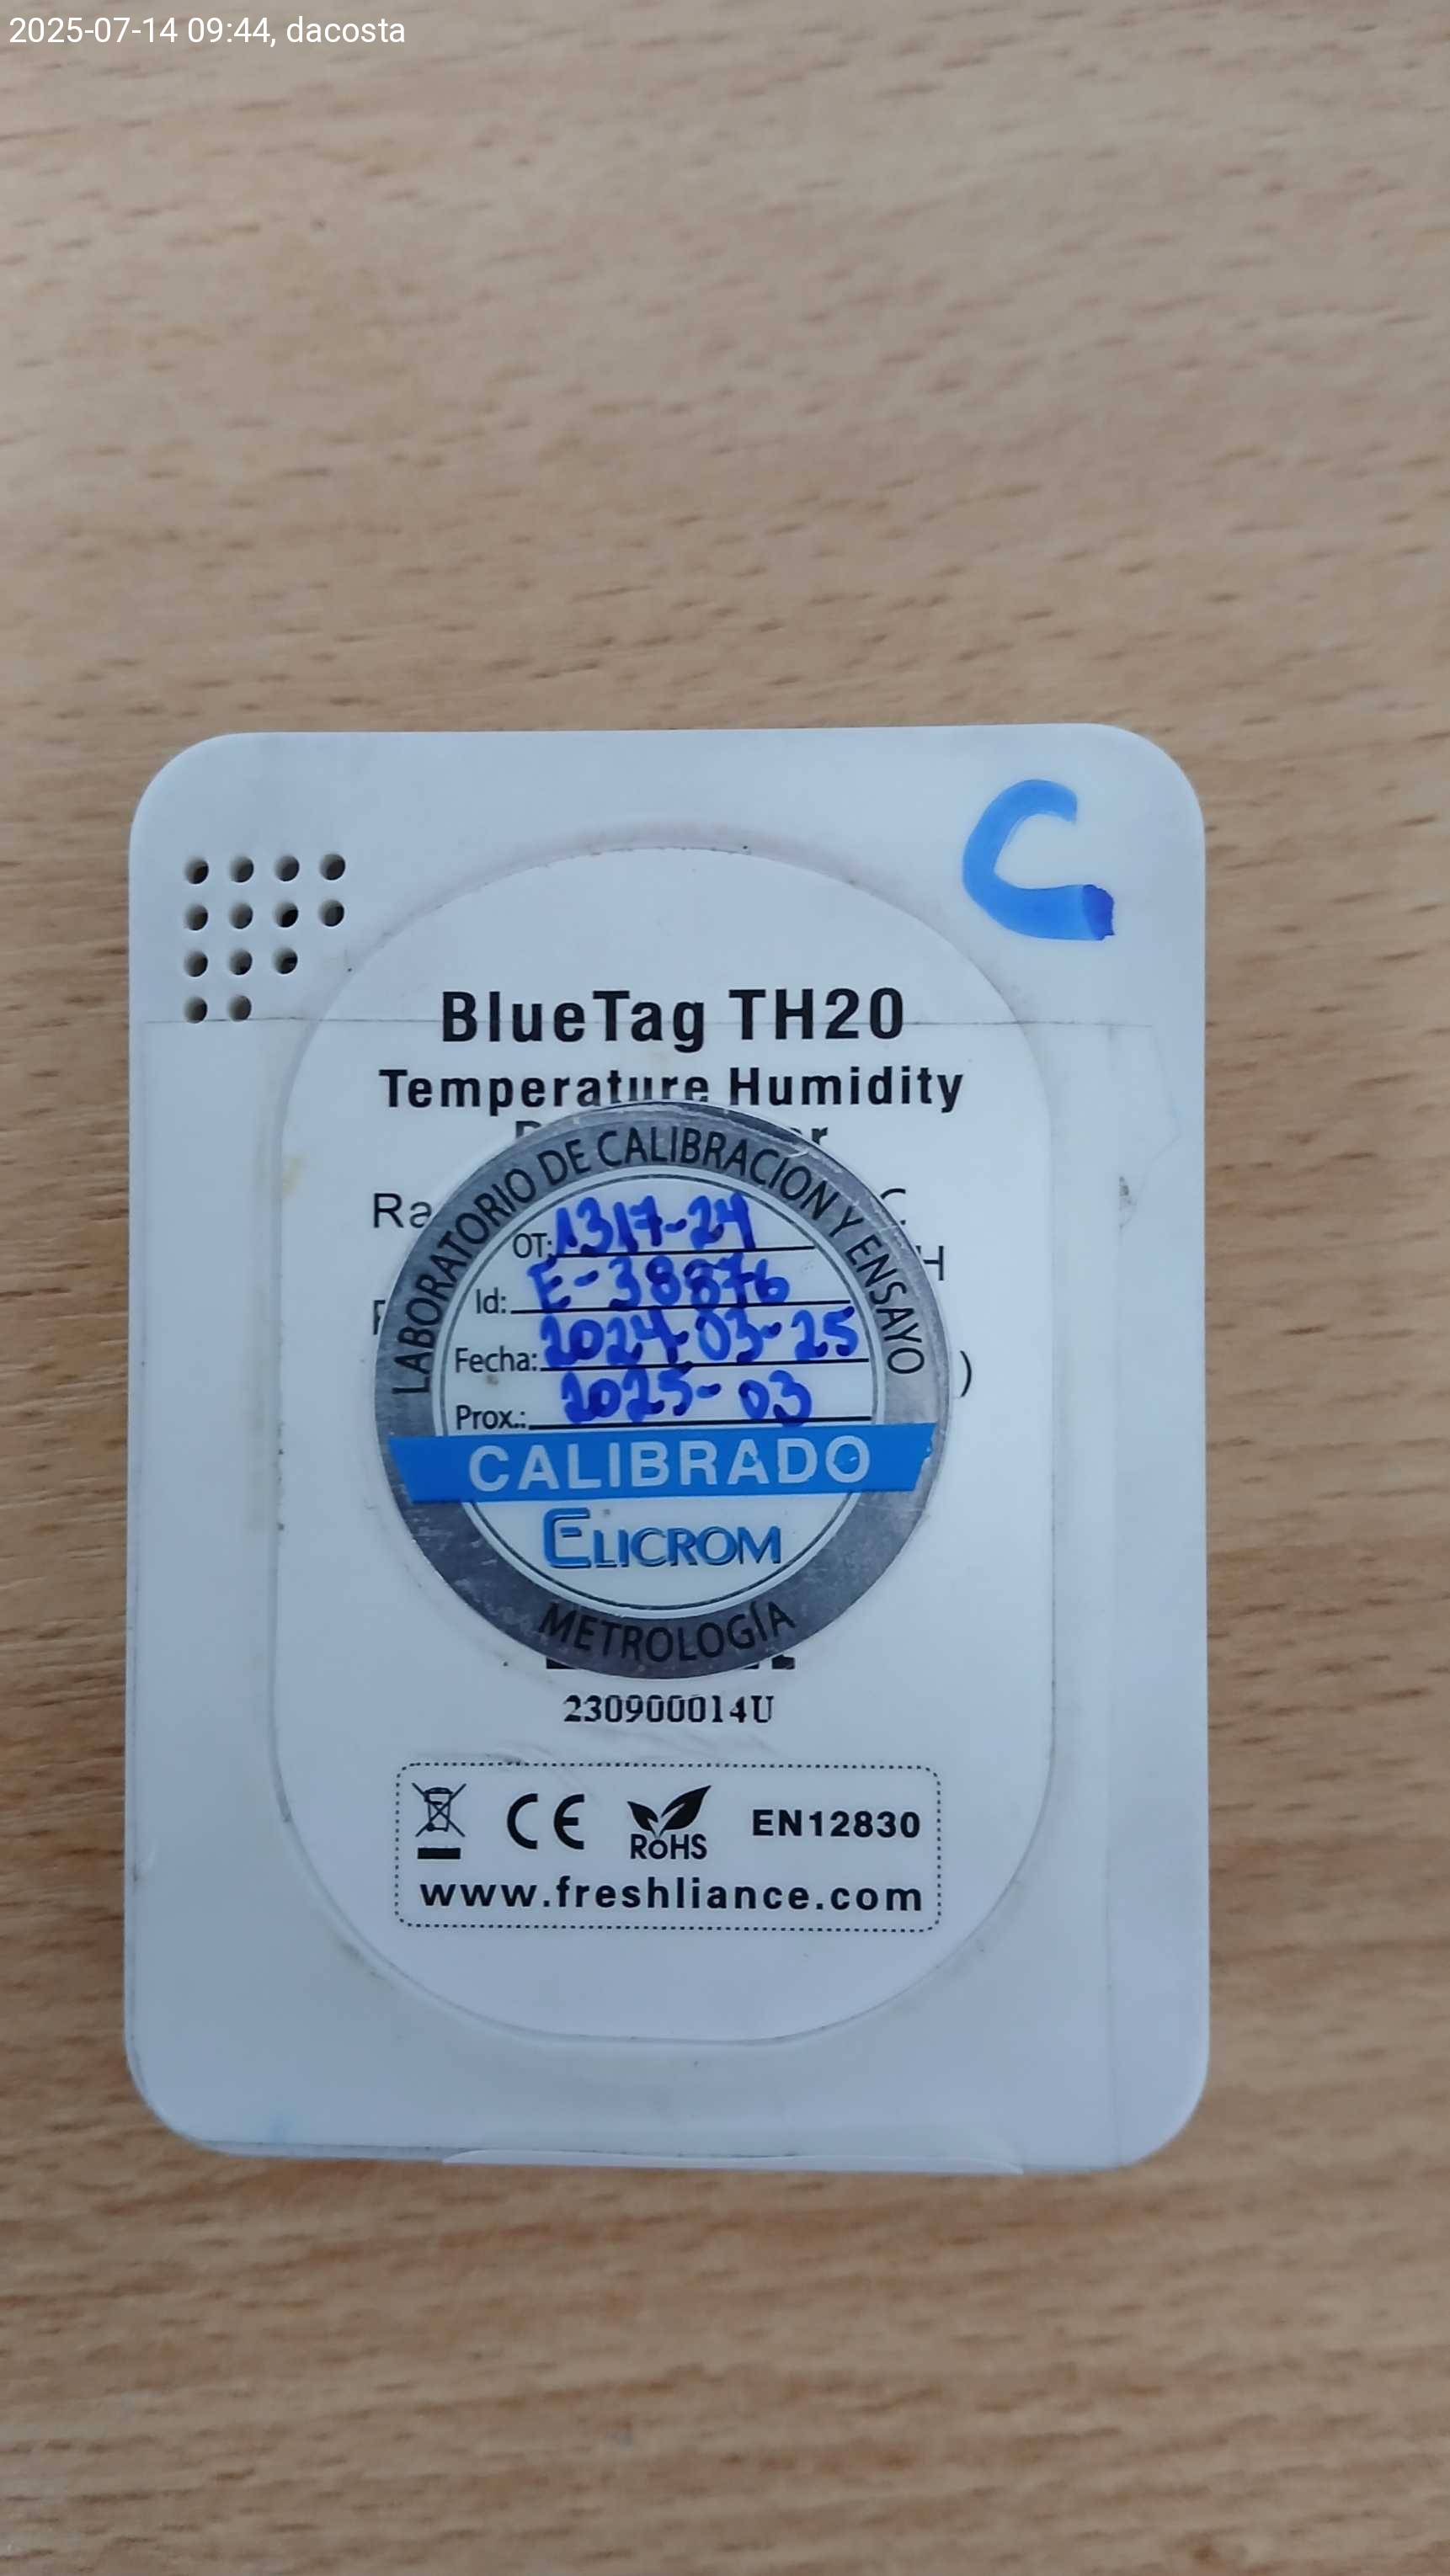 2025-07-14 09:44, dacosta
C
BlueTag TH20
Temperature Humidity
LABORATORIO DE CALIBRACION Y ENSAYO
OT: 1317-24
Id: E-38876
Fecha: 2024-03-25
Prox.: 2025-03
CALIBRADO
ELICROM
METROLOGÍA
230900014U
CE
RoHS
EN12830
www.freshliance.com